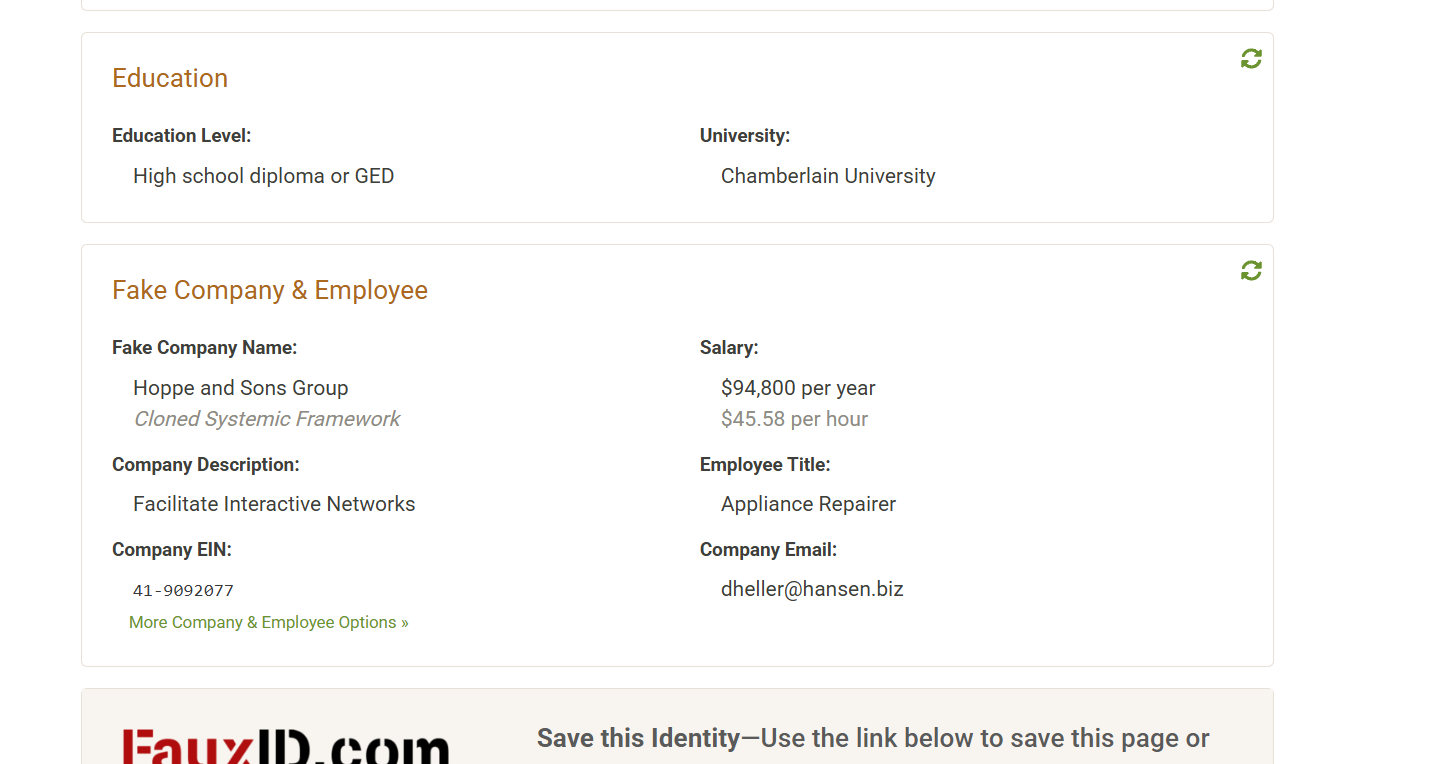 Education
Education Level:
High school diploma or GED
University:
Chamberlain University
Fake Company & Employee
Fake Company Name:
Hoppe and Sons Group
Cloned Systemic Framework
Salary:
$94,800 per year
$45.58 per hour
Company Description:
Facilitate Interactive Networks
Employee Title:
Appliance Repairer
Company EIN:
41-9092077
More Company & Employee Options »
Company Email:
dheller@hansen.biz
FauxID.com
Save this Identity—Use the link below to save this page or